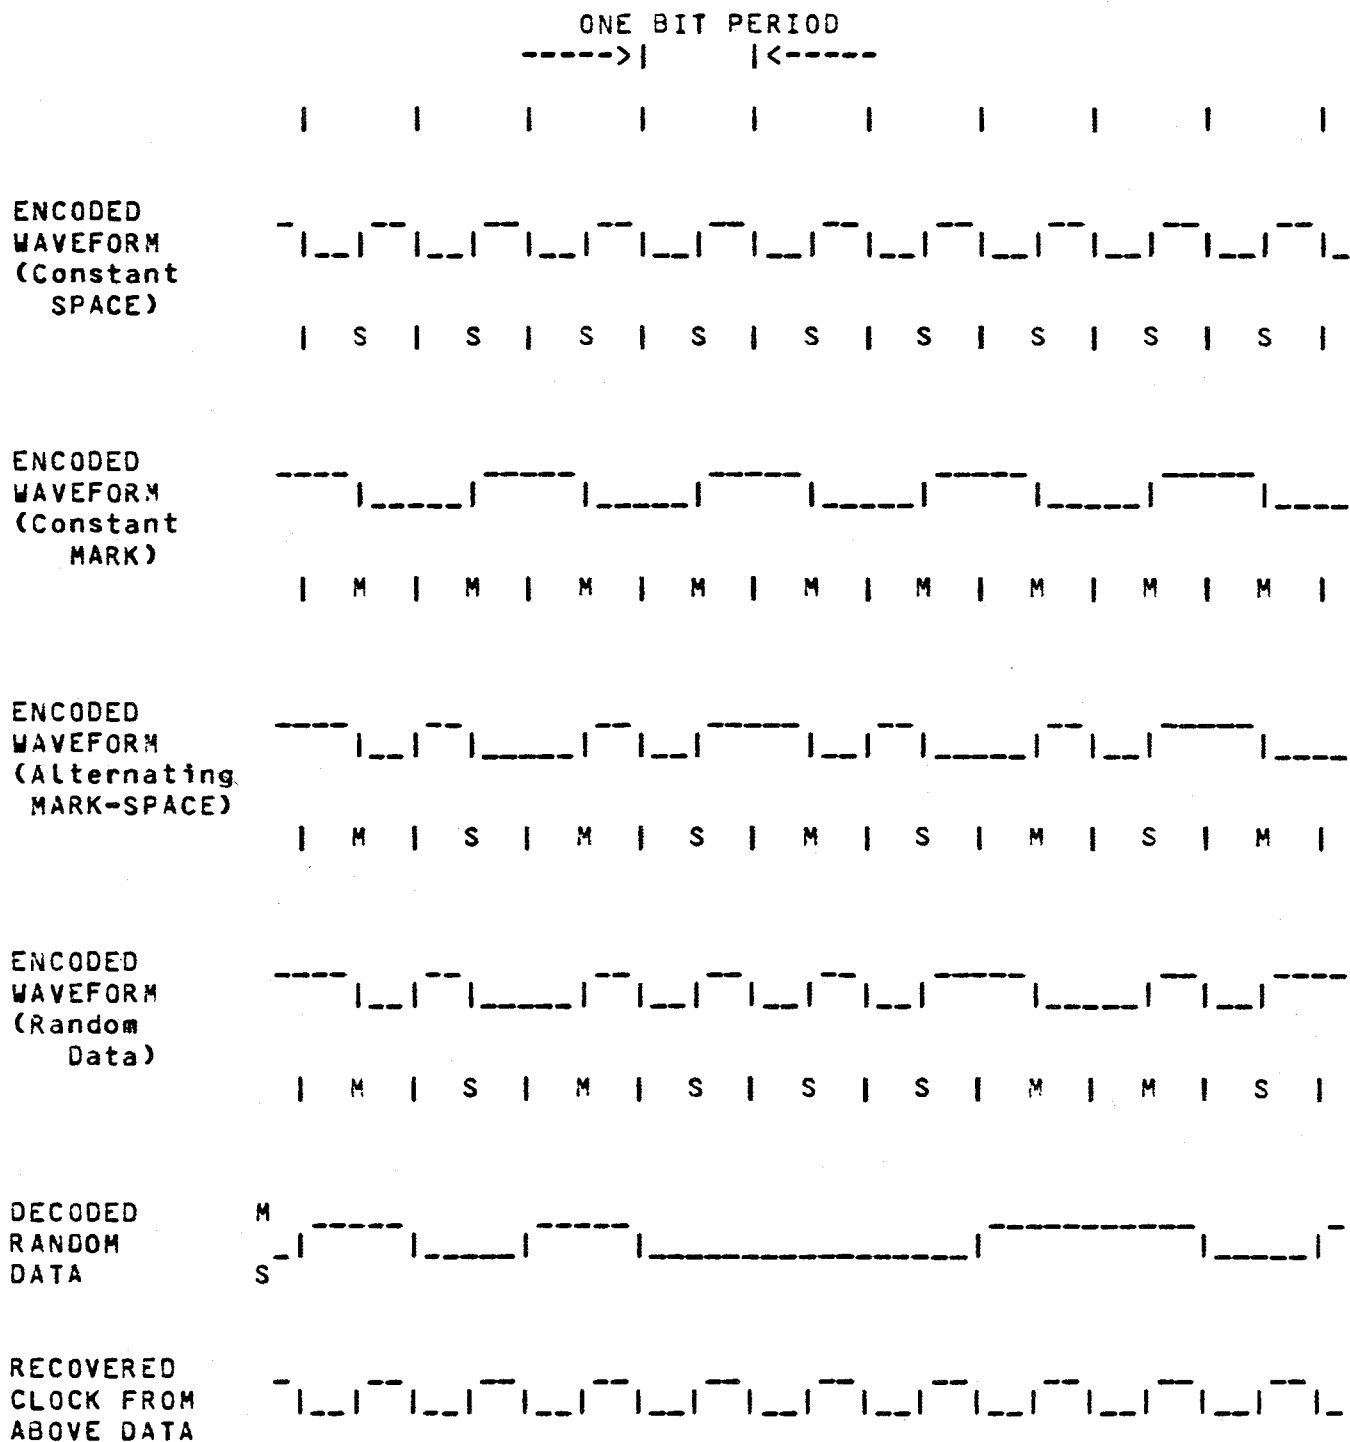 ONE BIT PERIOD
----->| |<-----
| | | | | | | | | |
ENCODED
WAVEFORM
(Constant
SPACE)
| S | S | S | S | S | S | S | S | S |
ENCODED
WAVEFORM
(Constant
MARK)
| M | M | M | M | M | M | M | M | M |
ENCODED
WAVEFORM
(Alternating
MARK-SPACE)
| M | S | M | S | M | S | M | S | M |
ENCODED
WAVEFORM
(Random
Data)
| M | S | M | S | S | S | M | M | S |
DECODED M
RANDOM
DATA S
RECOVERED
CLOCK FROM
ABOVE DATA